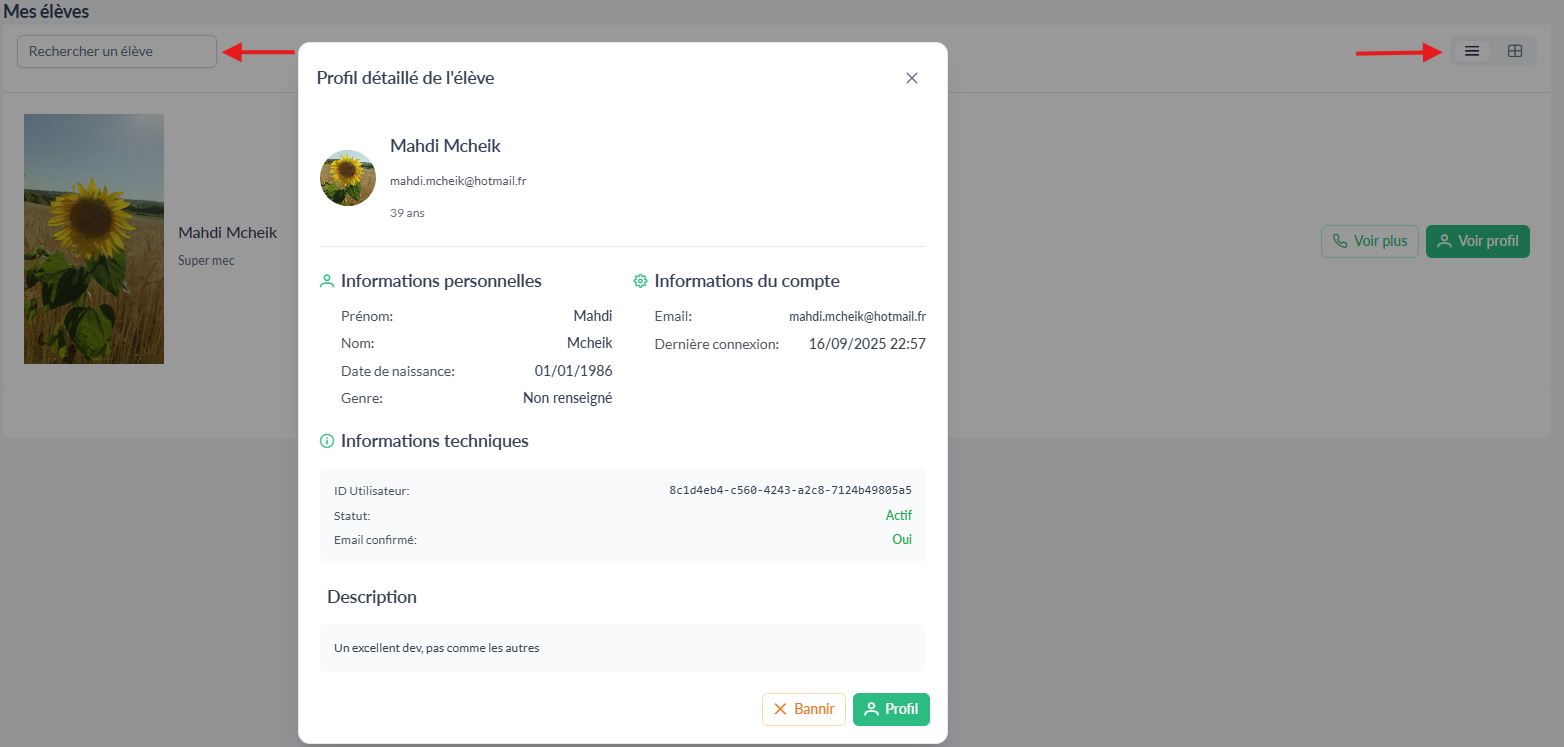 Mes élèves
Rechercher un élève
Mahdi Mcheik
Super mec
Voir plus
Voir profil
Profil détaillé de l'élève
Mahdi Mcheik
mahdi.mcheik@hotmail.fr
39 ans
Informations personnelles
Prénom: Mahdi
Nom: Mcheik
Date de naissance: 01/01/1986
Genre: Non renseigné
Informations du compte
Email: mahdi.mcheik@hotmail.fr
Dernière connexion: 16/09/2025 22:57
Informations techniques
ID Utilisateur: 8c1d4eb4-c560-4243-a2c8-7124b49805a5
Statut: Actif
Email confirmé: Oui
Description
Un excellent dev, pas comme les autres
Bannir
Profil